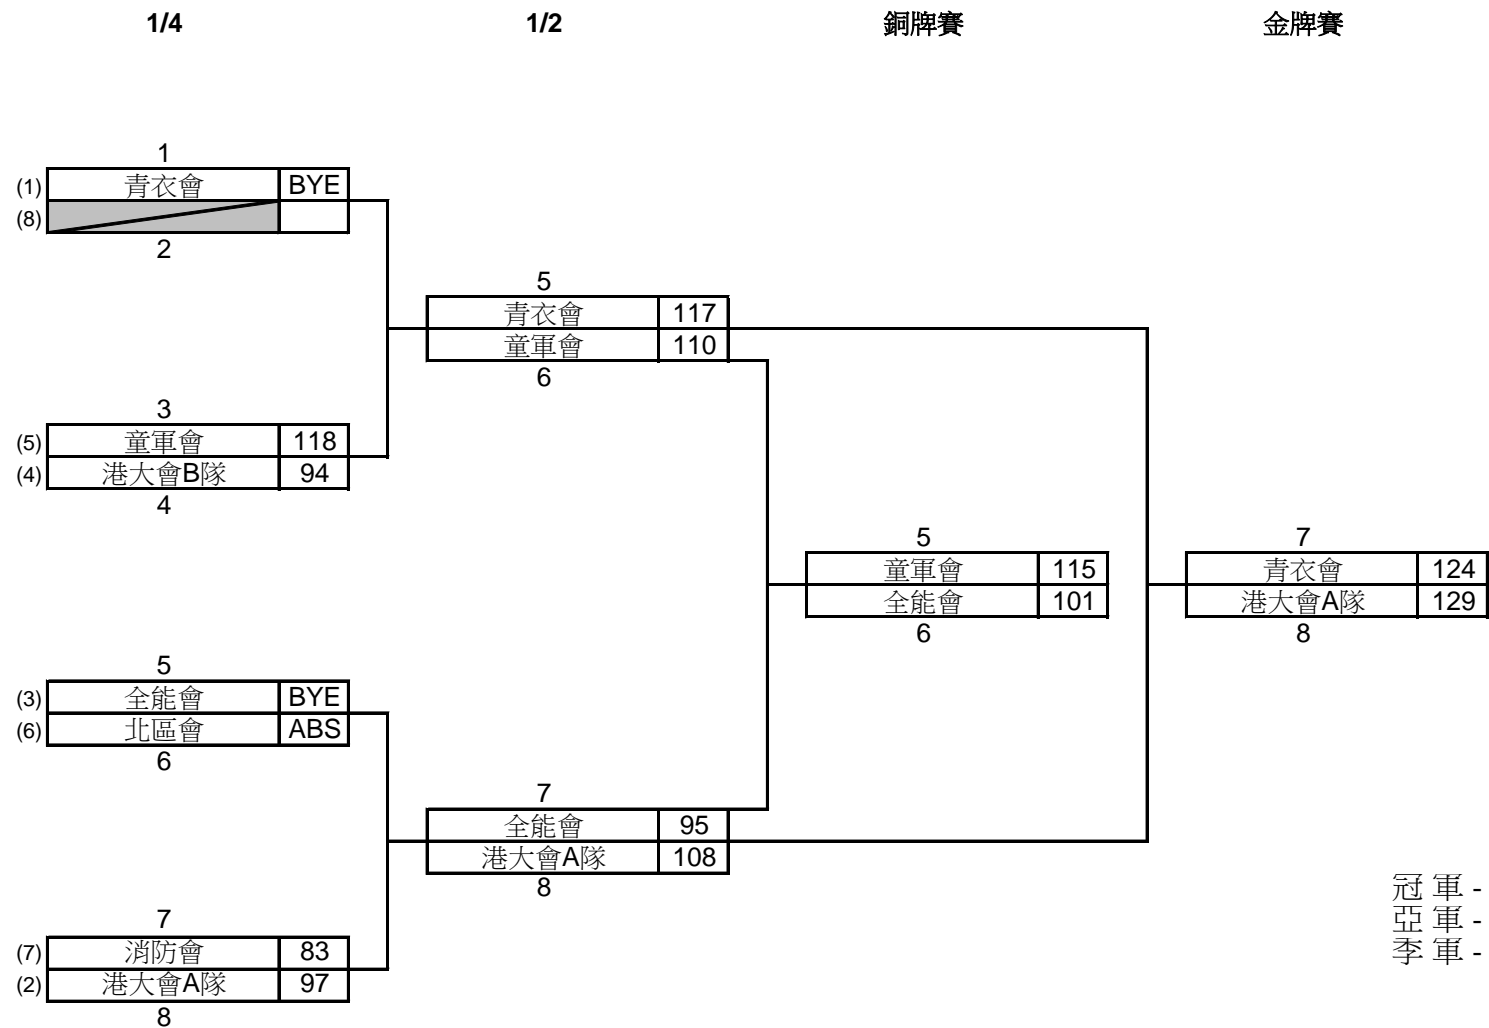 1/4 1/2 銅牌賽 金牌賽
1
(1) 青衣會 BYE
(8)
2
5
青衣會 117
童軍會 110
6
3
(5) 童軍會 118
(4) 港大會B隊 94
4
5
童軍會 115
全能會 101
6
7
青衣會 124
港大會A隊 129
8
5
(3) 全能會 BYE
(6) 北區會 ABS
6
7
全能會 95
港大會A隊 108
8
7
(7) 消防會 83
(2) 港大會A隊 97
8
冠 軍 -
亞 軍 -
季 軍 -